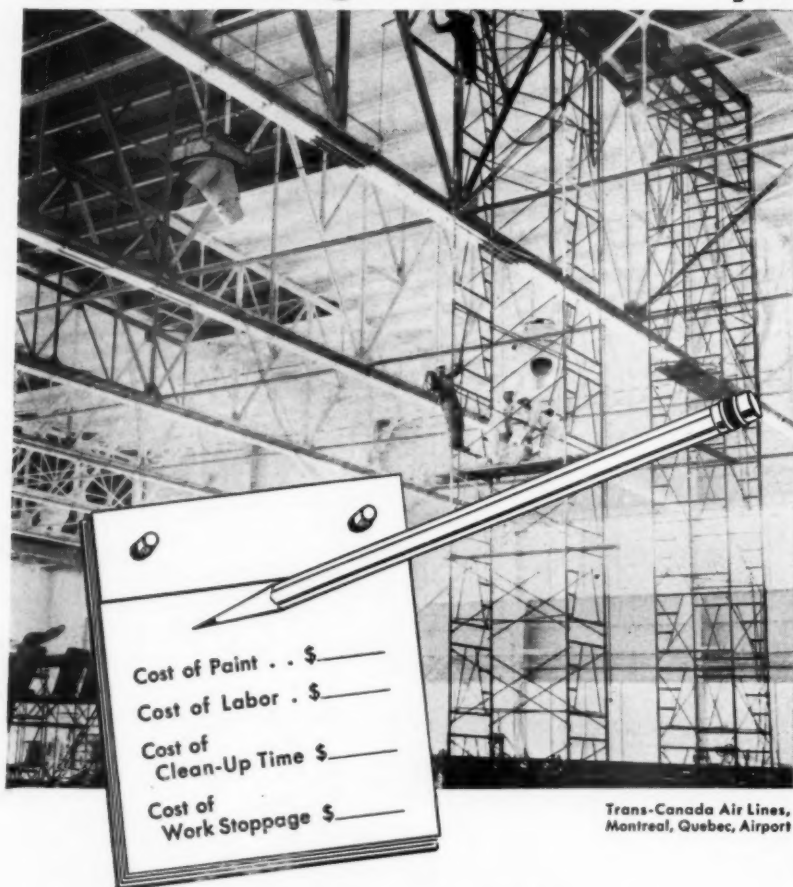 Cost of Paint . . $
Cost of Labor . $
Cost of
Clean-Up Time $
Cost of
Work Stoppage $
Trans-Canada Air Lines,
Montreal, Quebec, Airport